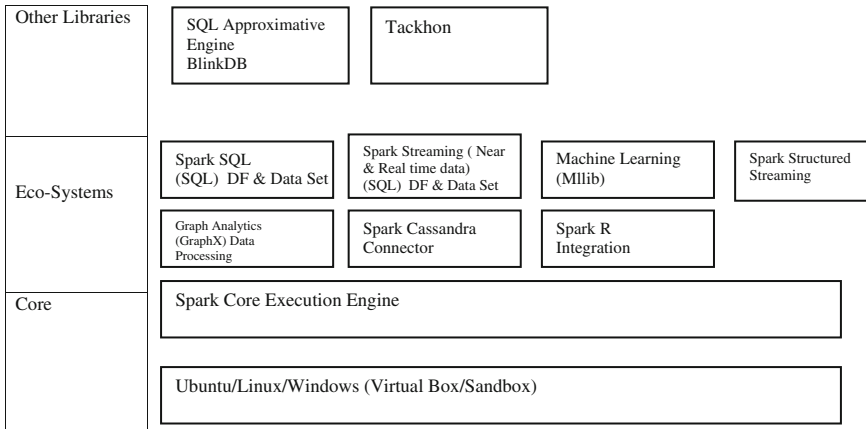 Other Libraries
SQL Approximative
Engine
BlinkDB
Tackhon
Eco-Systems
Spark SQL
(SQL) DF & Data Set
Spark Streaming ( Near
& Real time data)
(SQL) DF & Data Set
Machine Learning
(Mllib)
Spark Structured
Streaming
Graph Analytics
(GraphX) Data
Processing
Spark Cassandra
Connector
Spark R
Integration
Core
Spark Core Execution Engine
Ubuntu/Linux/Windows (Virtual Box/Sandbox)